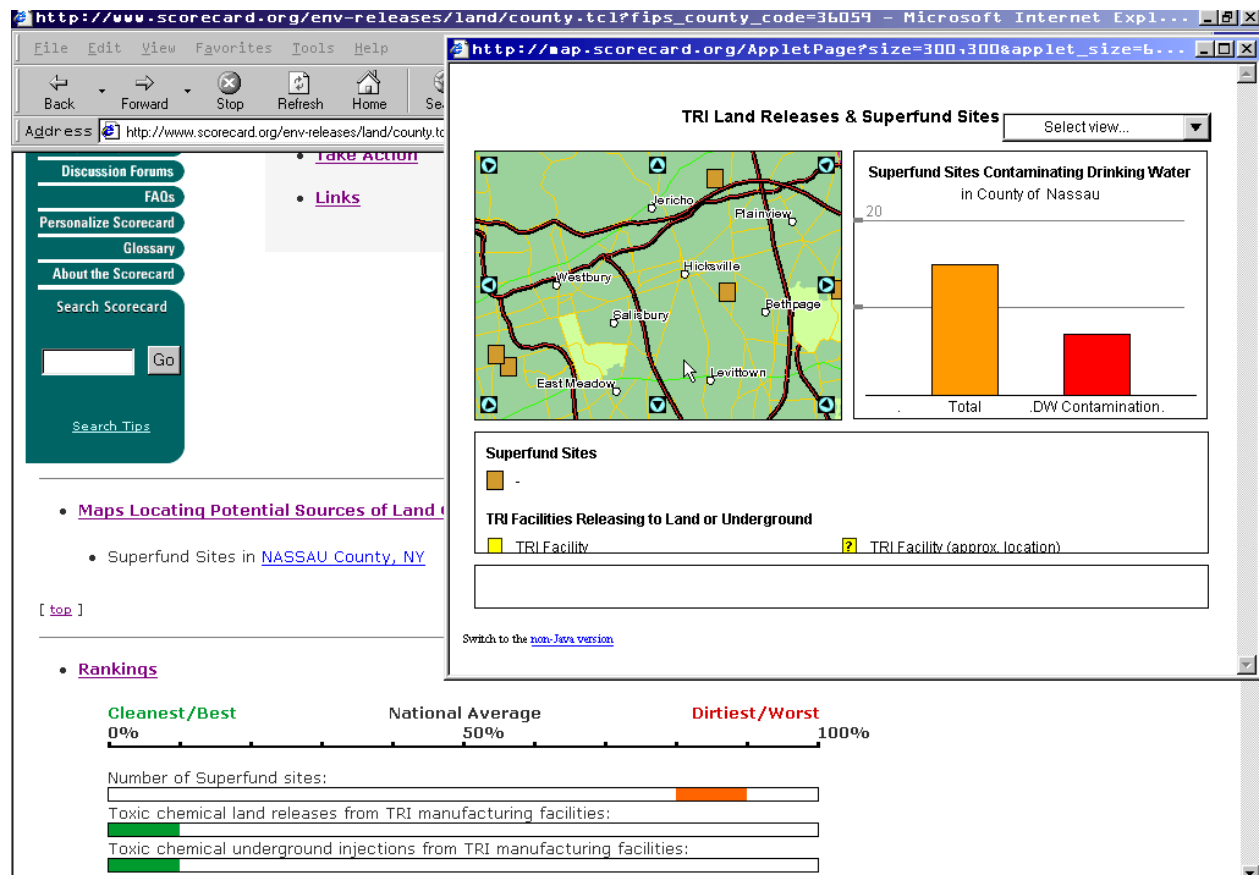 http://www.scorecard.org/env-releases/land/county.tcl?fips_county_code=36059 - Microsoft Internet Expl...
File Edit View Favorites Tools Help
Back Forward Stop Refresh Home Se
Address http://www.scorecard.org/env-releases/land/county.tc
Discussion Forums
FAQs
Personalize Scorecard
Glossary
About the Scorecard
Search Scorecard
Go
Search Tips
Take Action
Links
Maps Locating Potential Sources of Land
Superfund Sites in NASSAU County, NY
[ top ]
Rankings
Cleanest/Best National Average Dirtiest/Worst
0% 50% 100%
Number of Superfund sites:
Toxic chemical land releases from TRI manufacturing facilities:
Toxic chemical underground injections from TRI manufacturing facilities:
http://map.scorecard.org/AppletPage?size=300,300&applet_size=6...
TRI Land Releases & Superfund Sites
Select view...
Jericho
Plainview
Hicksville
Westbury
Bethpage
Salisbury
Levittown
East Meadow
Superfund Sites Contaminating Drinking Water
in County of Nassau
20
. Total .DW Contamination.
Superfund Sites
-
TRI Facilities Releasing to Land or Underground
TRI Facility
? TRI Facility (approx. location)
Switch to the non-Java version